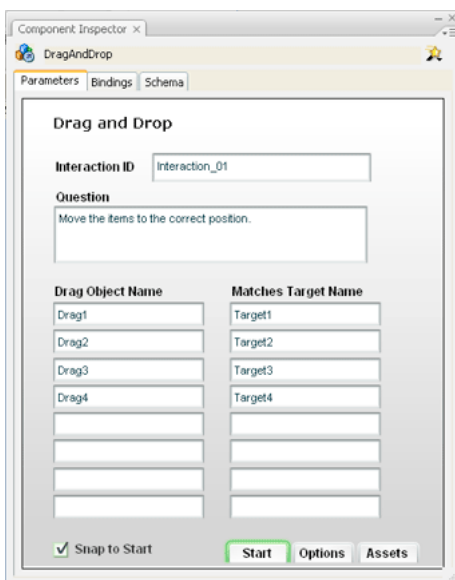 Component Inspector ×
DragAndDrop
Parameters Bindings Schema
Drag and Drop
Interaction ID Interaction_01
Question
Move the items to the correct position.
Drag Object Name Matches Target Name
Drag1 Target1
Drag2 Target2
Drag3 Target3
Drag4 Target4
Snap to Start Start Options Assets